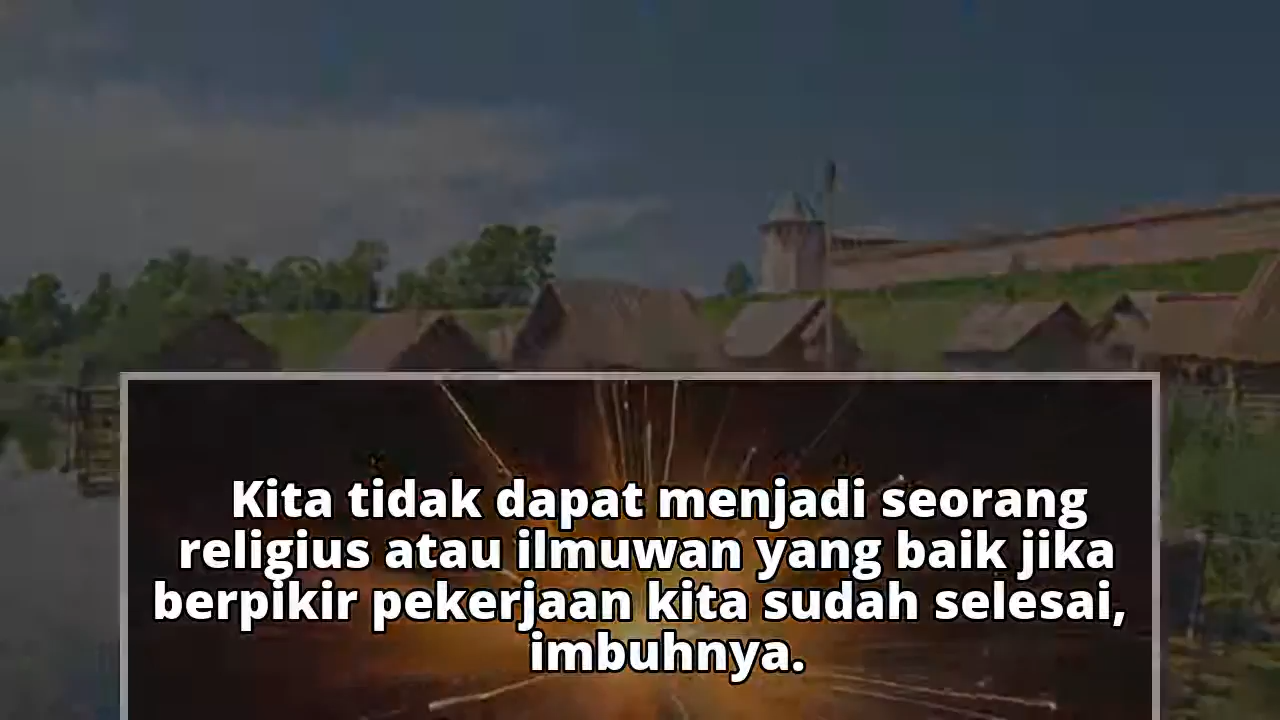 Kita tidak dapat menjadi seorang
religius atau ilmuwan yang baik jika
berpikir pekerjaan kita sudah selesai,
imbuhnya.